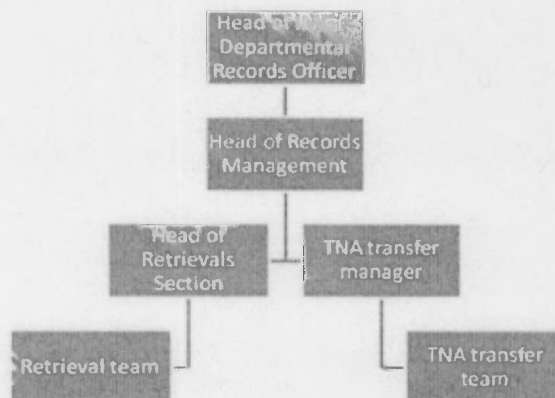 Head of
Departmental
Records Officer
Head of Records
Management
Head of
Retrievals
Section
TNA transfer
manager
Retrieval team
TNA transfer
team